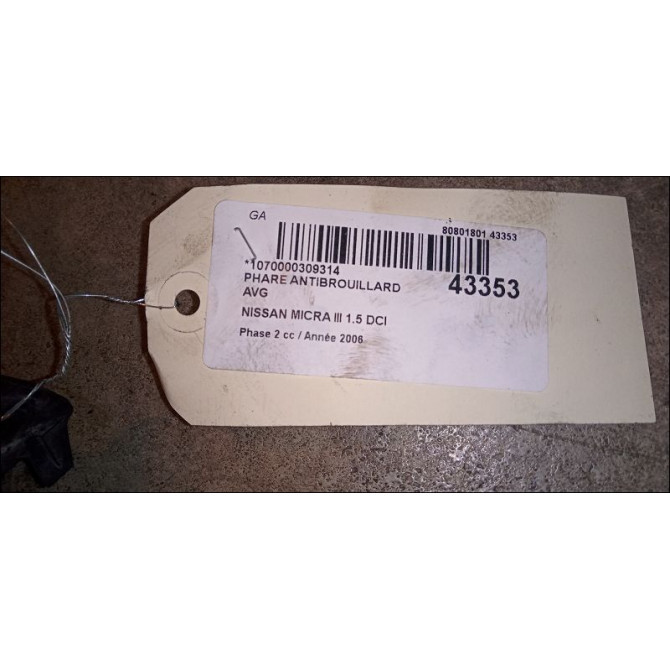 GA
80801801 43353
*1070000309314
43353
PHARE ANTIBROUILLARD
AVG
NISSAN MICRA III 1.5 DCI
Phase 2 cc / Année 2006